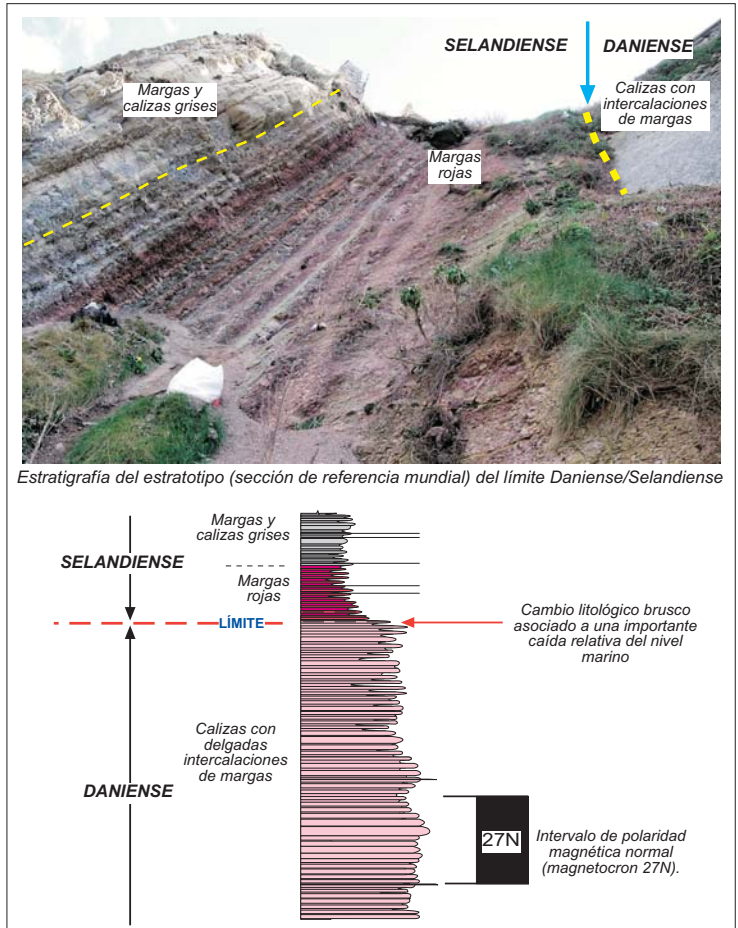 SELANDIENSE
DANIENSE
Margas y
calizas grises
Calizas con
intercalaciones
de margas
Margas
rojas
Estratigrafía del estratotipo (sección de referencia mundial) del límite Daniense/Selandiense
Margas y
calizas grises
SELANDIENSE
Margas
rojas
LÍMITE
Cambio litológico brusco
asociado a una importante
caída relativa del nivel
marino
Calizas con
delgadas
intercalaciones
de margas
DANIENSE
27N
Intervalo de polaridad
magnética normal
(magnetocron 27N).